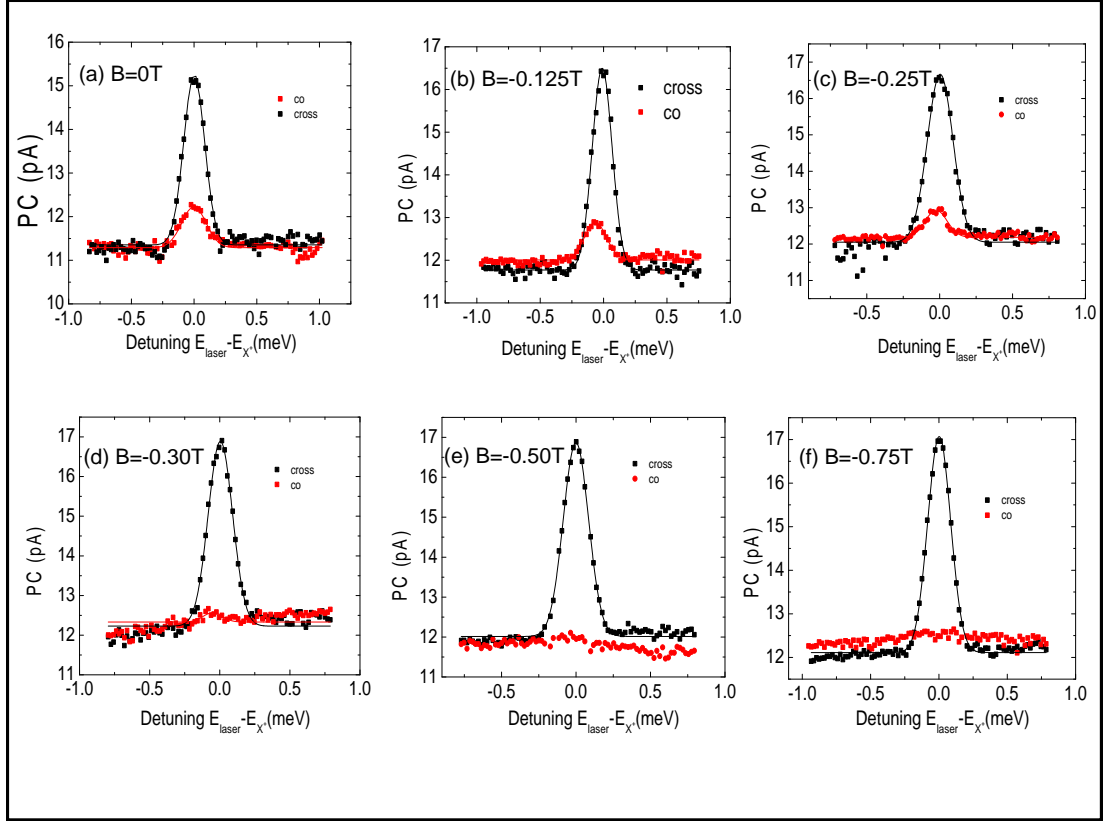 (a) B=0T
co
cross
PC (pA)
16
15
14
13
12
11
10
-1.0 -0.5 0.0 0.5 1.0
Detuning E_laser-E_X+(meV)
(b) B=-0.125T
cross
co
PC (pA)
17
16
15
14
13
12
11
-1.0 -0.5 0.0 0.5 1.0
Detuning E_laser-E_X+(meV)
(c) B=-0.25T
cross
co
PC (pA)
17
16
15
14
13
12
11
-0.5 0.0 0.5 1.0
Detuning E_laser-E_X+(meV)
(d) B=-0.30T
cross
co
PC (pA)
17
16
15
14
13
12
11
-1.0 -0.5 0.0 0.5 1.0
Detuning E_laser-E_X+(meV)
(e) B=-0.50T
cross
co
PC (pA)
17
16
15
14
13
12
11
-0.5 0.0 0.5 1.0
Detuning E_laser-E_X+(meV)
(f) B=-0.75T
cross
co
PC (pA)
17
16
15
14
13
12
-1.0 -0.5 0.0 0.5 1.0
Detuning E_laser-E_X+(meV)